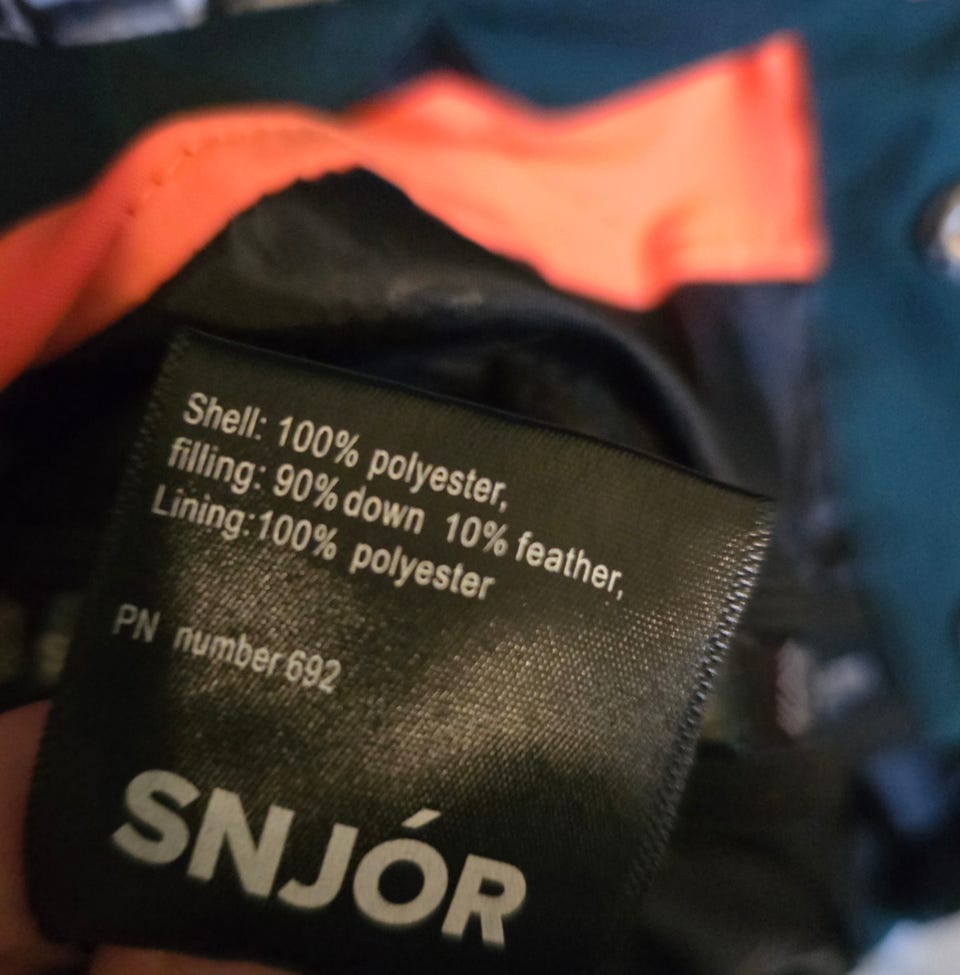 Shell: 100% polyester,
filling: 90% down 10% feather,
Lining:100% polyester
PN number 692
SNJÓR